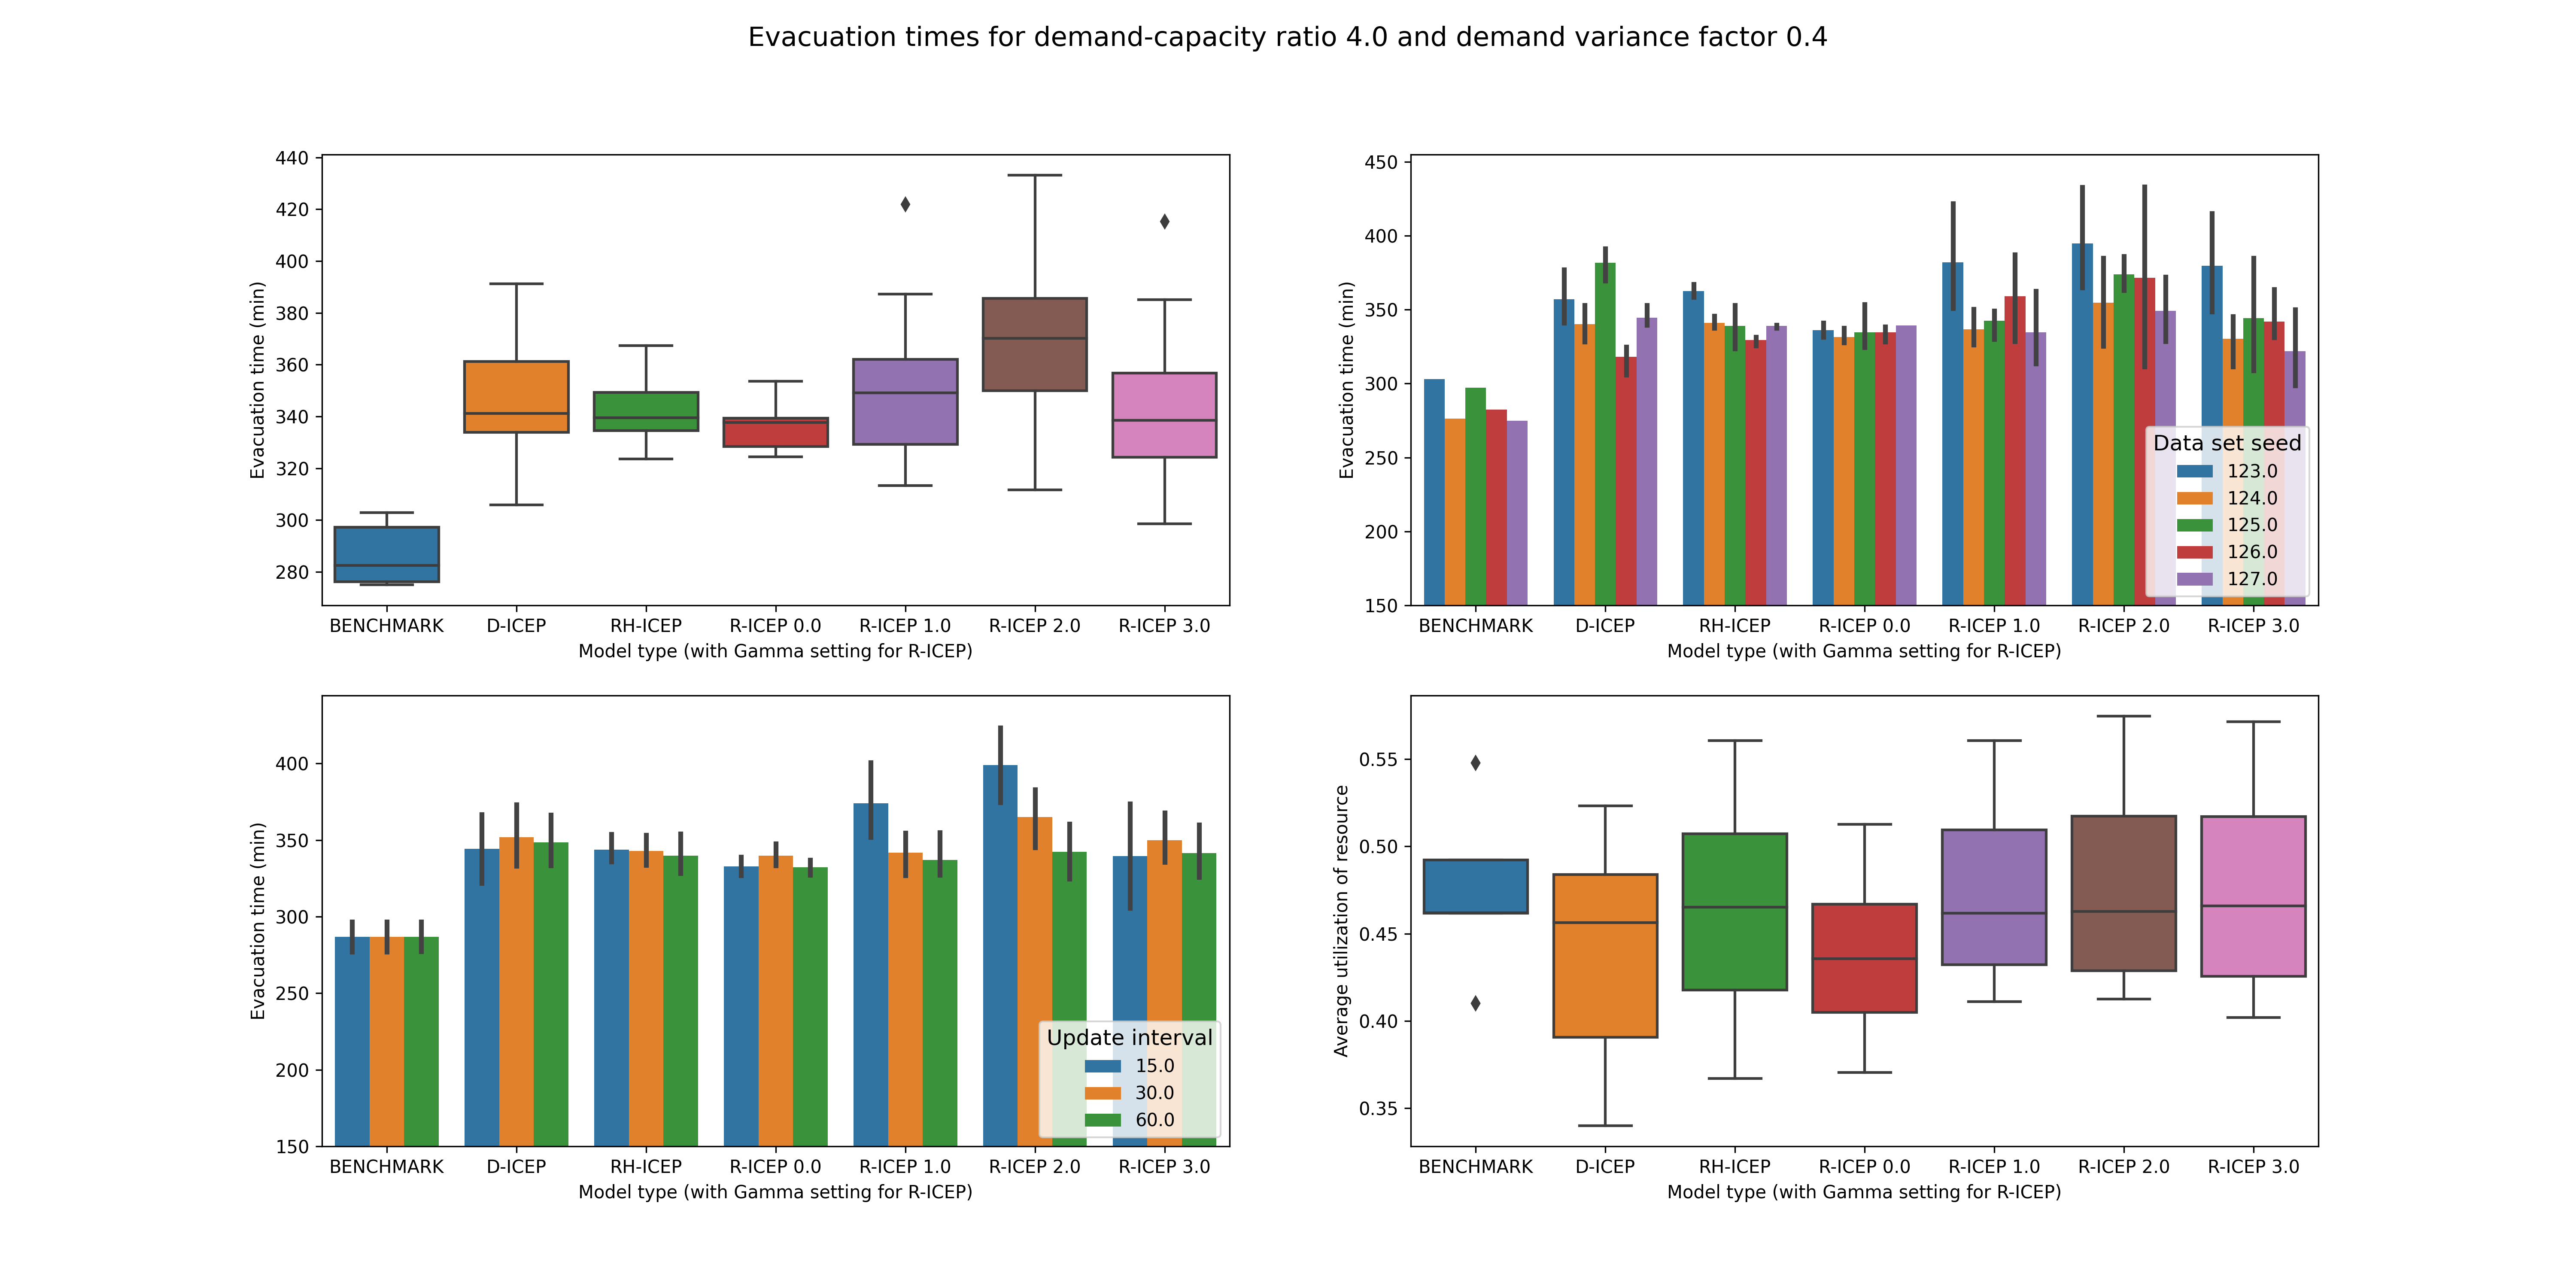 Evacuation times for demand-capacity ratio 4.0 and demand variance factor 0.4
440
420
400
380
360
340
320
300
280
Evacuation time (min)
BENCHMARK D-ICEP RH-ICEP R-ICEP 0.0 R-ICEP 1.0 R-ICEP 2.0 R-ICEP 3.0
Model type (with Gamma setting for R-ICEP)
450
400
350
300
250
200
150
Evacuation time (min)
Data set seed
123.0
124.0
125.0
126.0
127.0
BENCHMARK D-ICEP RH-ICEP R-ICEP 0.0 R-ICEP 1.0 R-ICEP 2.0 R-ICEP 3.0
Model type (with Gamma setting for R-ICEP)
400
350
300
250
200
150
Evacuation time (min)
Update interval
15.0
30.0
60.0
BENCHMARK D-ICEP RH-ICEP R-ICEP 0.0 R-ICEP 1.0 R-ICEP 2.0 R-ICEP 3.0
Model type (with Gamma setting for R-ICEP)
0.55
0.50
0.45
0.40
0.35
Average utilization of resource
BENCHMARK D-ICEP RH-ICEP R-ICEP 0.0 R-ICEP 1.0 R-ICEP 2.0 R-ICEP 3.0
Model type (with Gamma setting for R-ICEP)